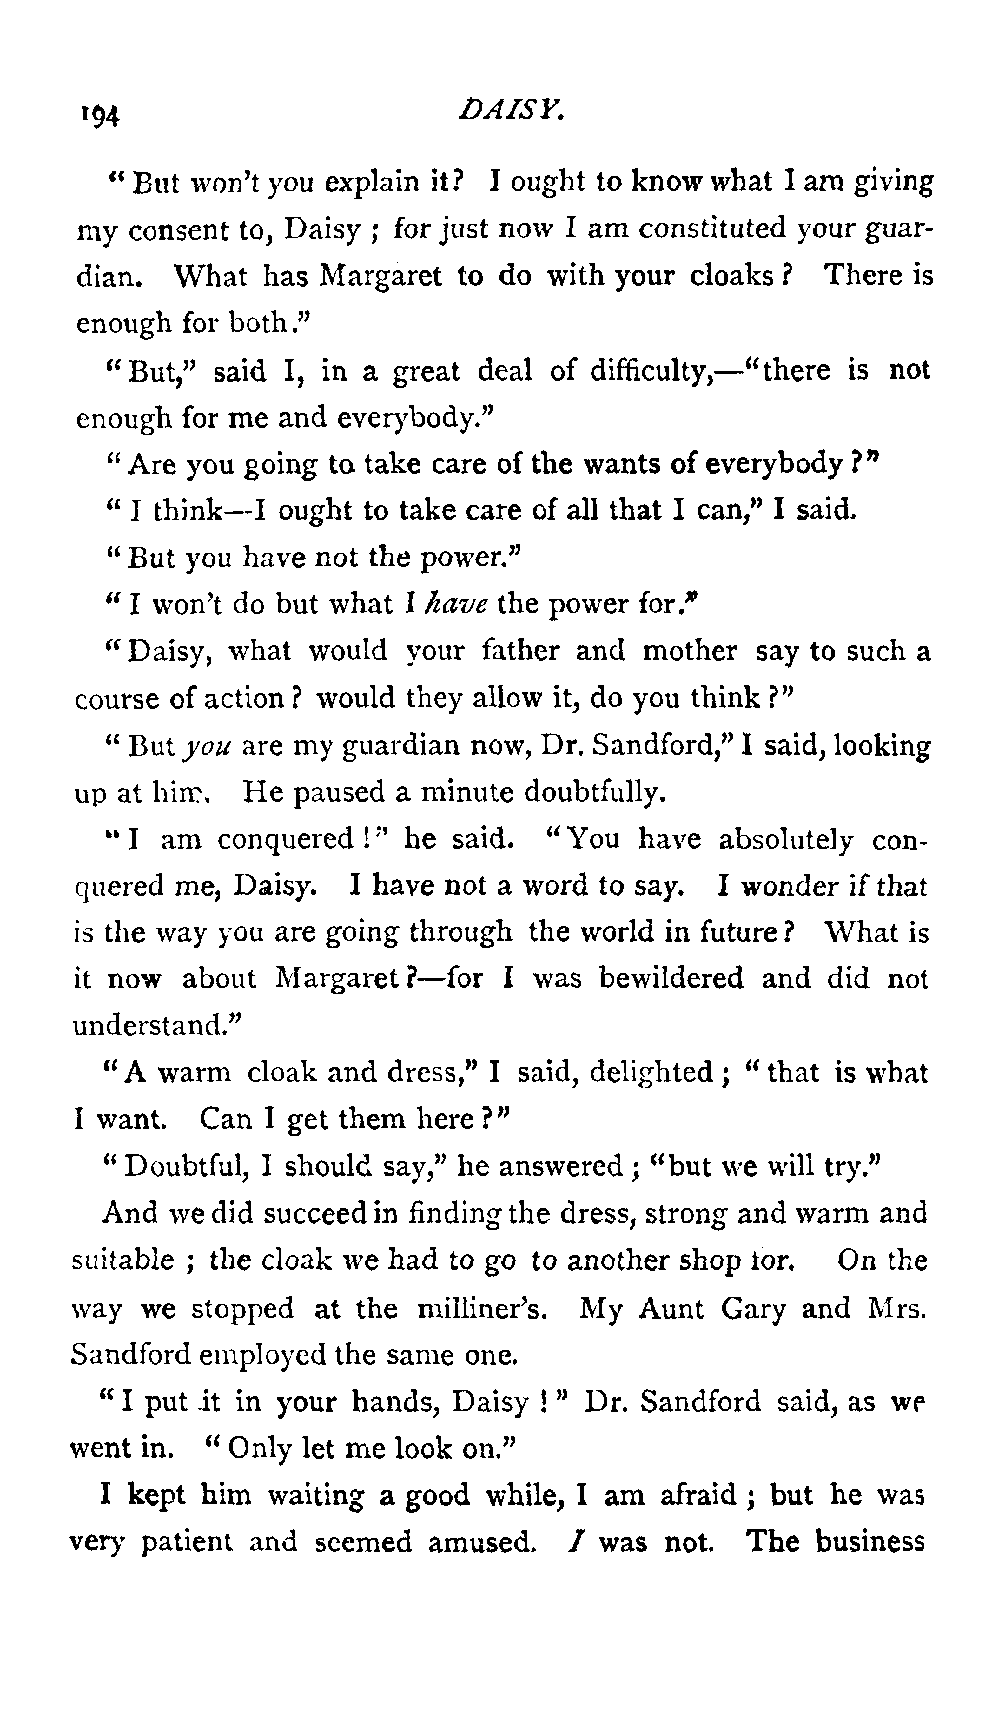 194 DAISY.
“But won't you explain it? I ought to know what I am giving
my consent to, Daisy; for just now I am constituted your guar-
dian. What has Margaret to do with your cloaks? There is
enough for both.”
“But,” said I, in a great deal of difficulty,—“there is not
enough for me and everybody.”
“Are you going to take care of the wants of everybody?”
“I think—I ought to take care of all that I can,” I said.
“But you have not the power.”
“I won't do but what I have the power for.”
“Daisy, what would your father and mother say to such a
course of action? would they allow it, do you think?”
“But you are my guardian now, Dr. Sandford,” I said, looking
up at him. He paused a minute doubtfully.
“I am conquered!” he said. “You have absolutely con-
quered me, Daisy. I have not a word to say. I wonder if that
is the way you are going through the world in future? What is
it now about Margaret?—for I was bewildered and did not
understand.”
“A warm cloak and dress,” I said, delighted; “that is what
I want. Can I get them here?”
“Doubtful, I should say,” he answered; “but we will try.”
And we did succeed in finding the dress, strong and warm and
suitable; the cloak we had to go to another shop for. On the
way we stopped at the milliner's. My Aunt Gary and Mrs.
Sandford employed the same one.
“I put it in your hands, Daisy!” Dr. Sandford said, as we
went in. “Only let me look on.”
I kept him waiting a good while, I am afraid; but he was
very patient and seemed amused. I was not. The business